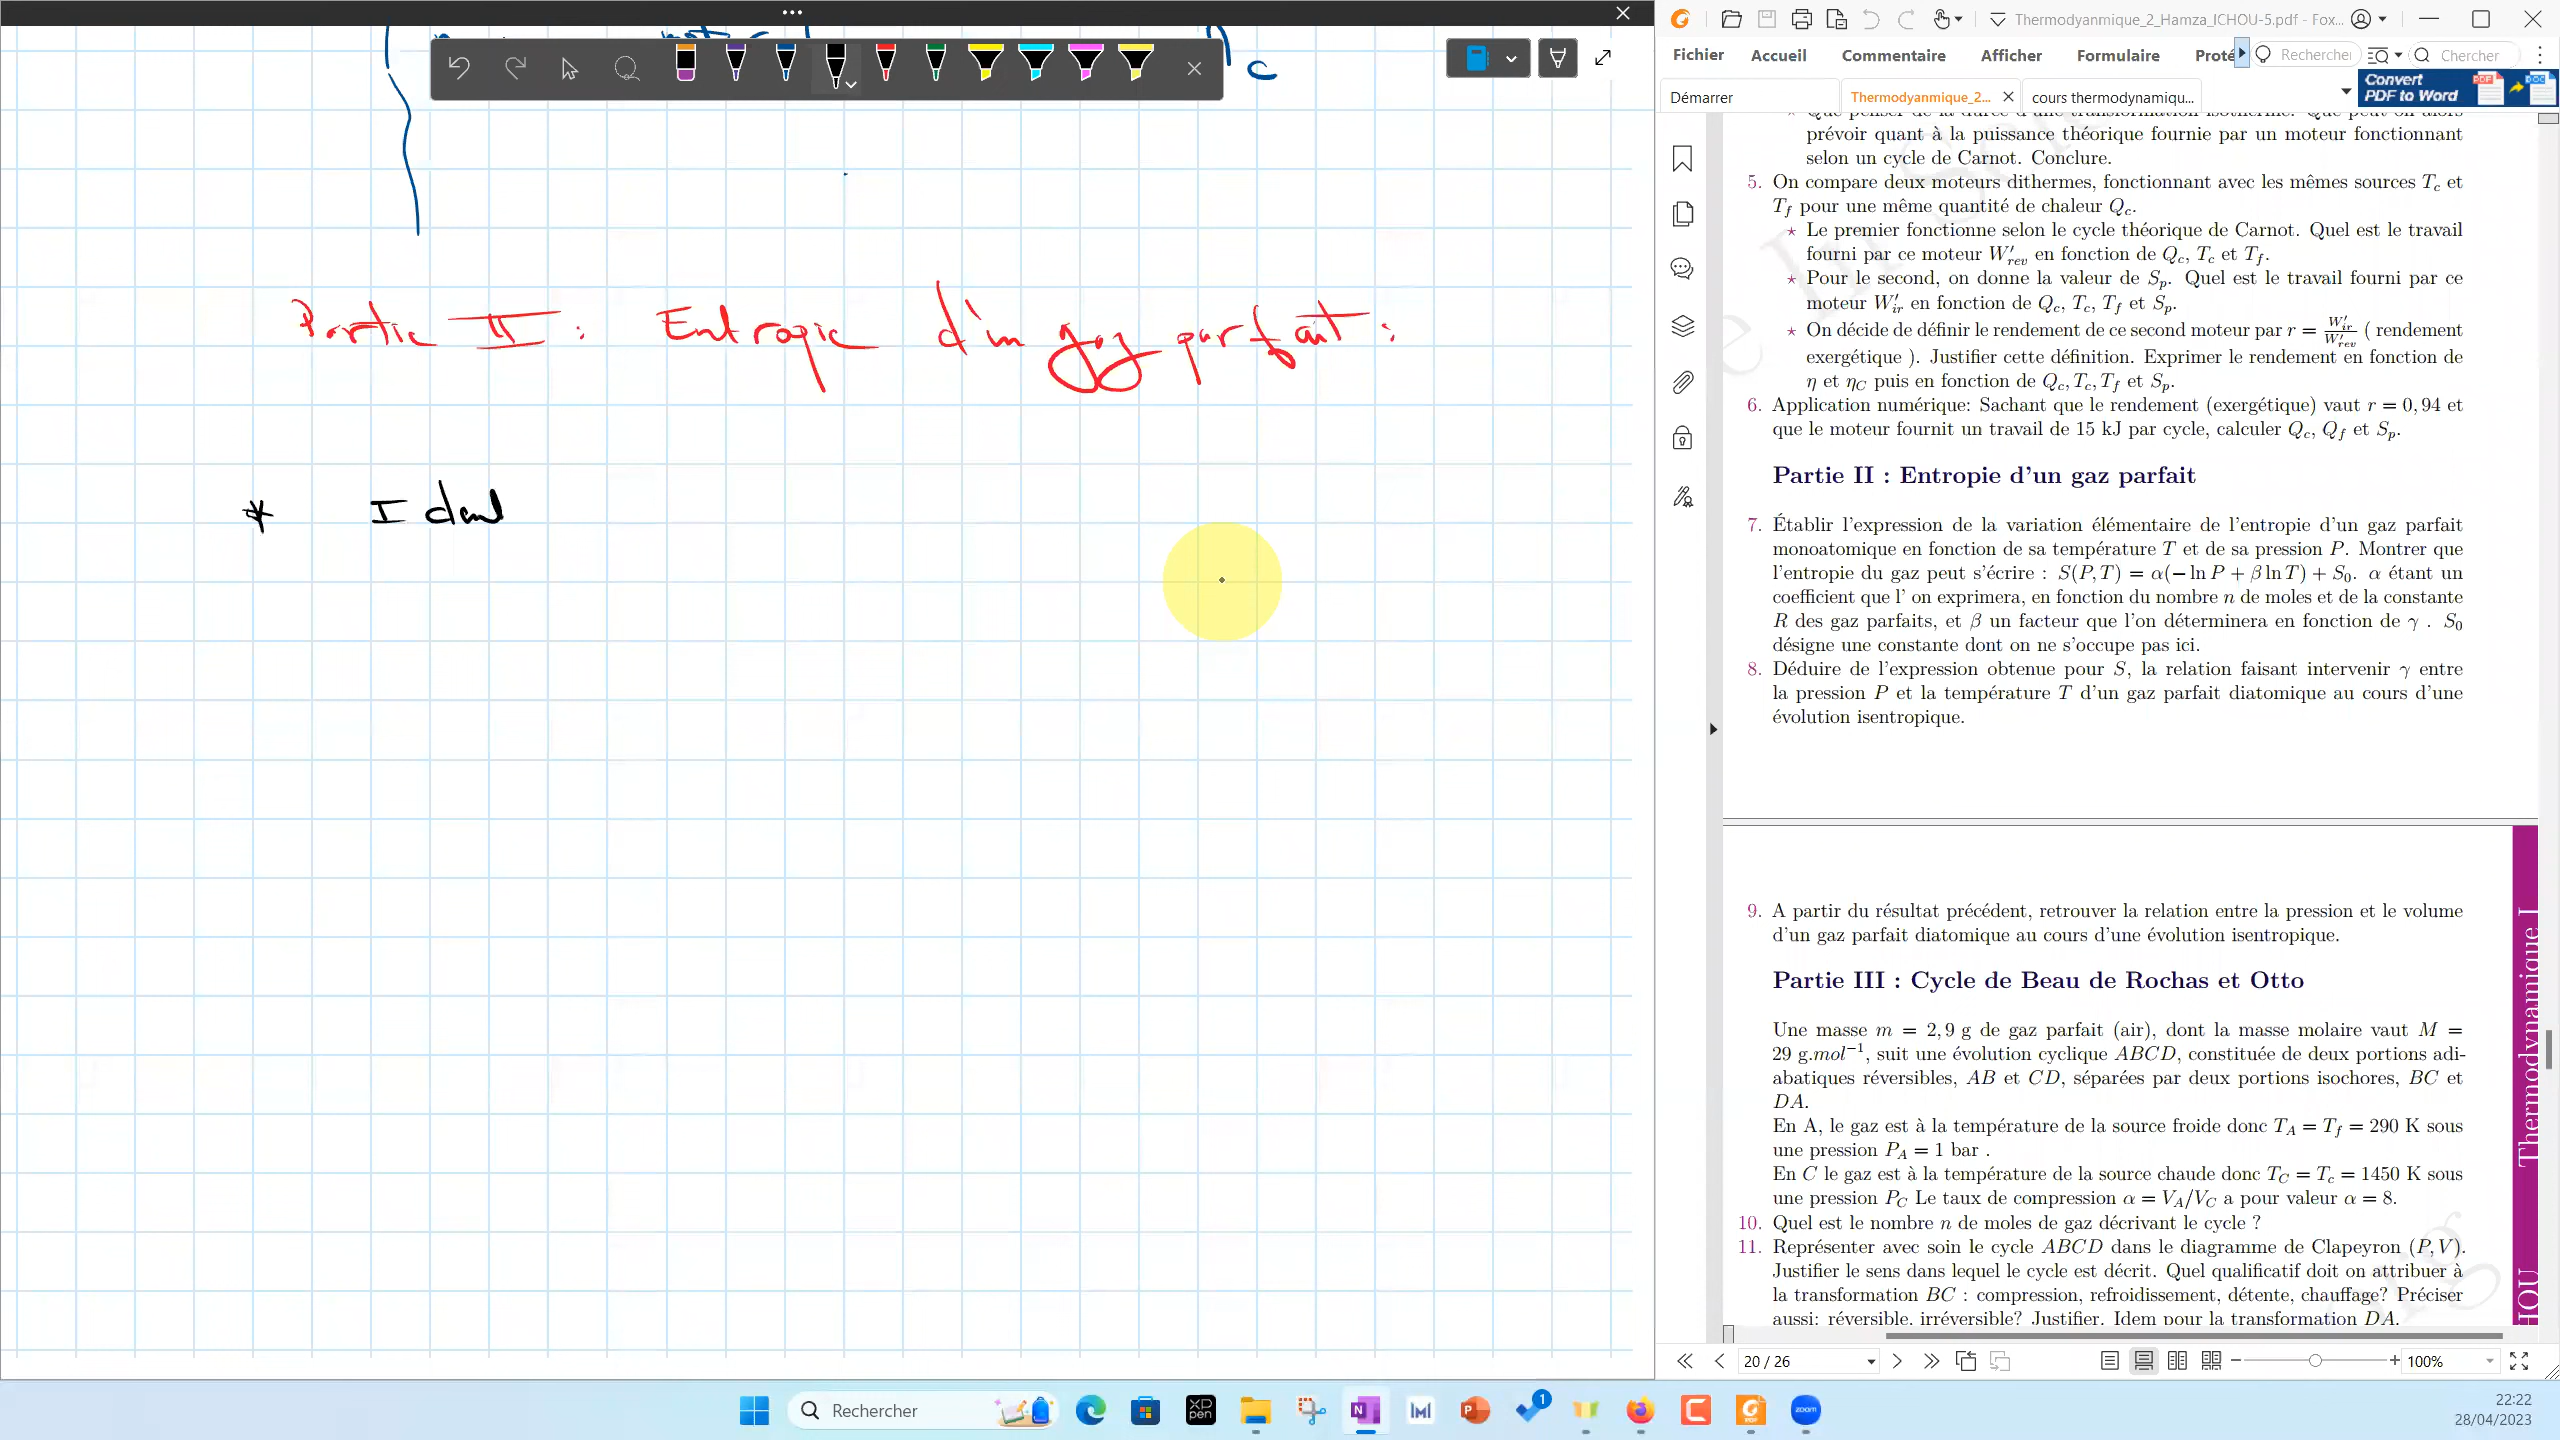 c
Partie II : Entropie d'un gaz parfait :
* I
Thermodyanmique_2_Hamza_ICHOU-5.pdf - Fox...
Fichier Accueil Commentaire Afficher Formulaire Proté Recherchez Chercher
Démarrer Thermodyanmique_2... cours thermodynamiqu...
Convert
PDF to Word
prévoir quant à la puissance théorique fournie par un moteur fonctionnant
selon un cycle de Carnot. Conclure.
5. On compare deux moteurs dithermes, fonctionnant avec les mêmes sources T_c et
T_f pour une même quantité de chaleur Q_c.
⋆ Le premier fonctionne selon le cycle théorique de Carnot. Quel est le travail
fourni par ce moteur W'_rev en fonction de Q_c, T_c et T_f.
⋆ Pour le second, on donne la valeur de S_p. Quel est le travail fourni par ce
moteur W'_ir en fonction de Q_c, T_c, T_f et S_p.
⋆ On décide de définir le rendement de ce second moteur par r = W'_ir/W'_rev ( rendement
exergétique ). Justifier cette définition. Exprimer le rendement en fonction de
η et η_C puis en fonction de Q_c, T_c, T_f et S_p.
6. Application numérique: Sachant que le rendement (exergétique) vaut r = 0, 94 et
que le moteur fournit un travail de 15 kJ par cycle, calculer Q_c, Q_f et S_p.
Partie II : Entropie d'un gaz parfait
7. Établir l'expression de la variation élémentaire de l'entropie d'un gaz parfait
monoatomique en fonction de sa température T et de sa pression P. Montrer que
l'entropie du gaz peut s'écrire : S(P, T) = α(− ln P + β ln T) + S_0. α étant un
coefficient que l' on exprimera, en fonction du nombre n de moles et de la constante
R des gaz parfaits, et β un facteur que l'on déterminera en fonction de γ . S_0
désigne une constante dont on ne s'occupe pas ici.
8. Déduire de l'expression obtenue pour S, la relation faisant intervenir γ entre
la pression P et la température T d'un gaz parfait diatomique au cours d'une
évolution isentropique.
9. A partir du résultat précédent, retrouver la relation entre la pression et le volume
d'un gaz parfait diatomique au cours d'une évolution isentropique.
Partie III : Cycle de Beau de Rochas et Otto
Une masse m = 2, 9 g de gaz parfait (air), dont la masse molaire vaut M =
29 g.mol⁻¹, suit une évolution cyclique ABCD, constituée de deux portions adi-
abatiques réversibles, AB et CD, séparées par deux portions isochores, BC et
DA.
En A, le gaz est à la température de la source froide donc T_A = T_f = 290 K sous
une pression P_A = 1 bar .
En C le gaz est à la température de la source chaude donc T_C = T_c = 1450 K sous
une pression P_C Le taux de compression α = V_A/V_C a pour valeur α = 8.
10. Quel est le nombre n de moles de gaz décrivant le cycle ?
11. Représenter avec soin le cycle ABCD dans le diagramme de Clapeyron (P, V).
Justifier le sens dans lequel le cycle est décrit. Quel qualificatif doit on attribuer à
la transformation BC : compression, refroidissement, détente, chauffage? Préciser
aussi: réversible, irréversible? Justifier. Idem pour la transformation DA.
Thermodynamique I
HOU
20 / 26
100%
Rechercher
XD
pen
1
zoom
22:22
28/04/2023